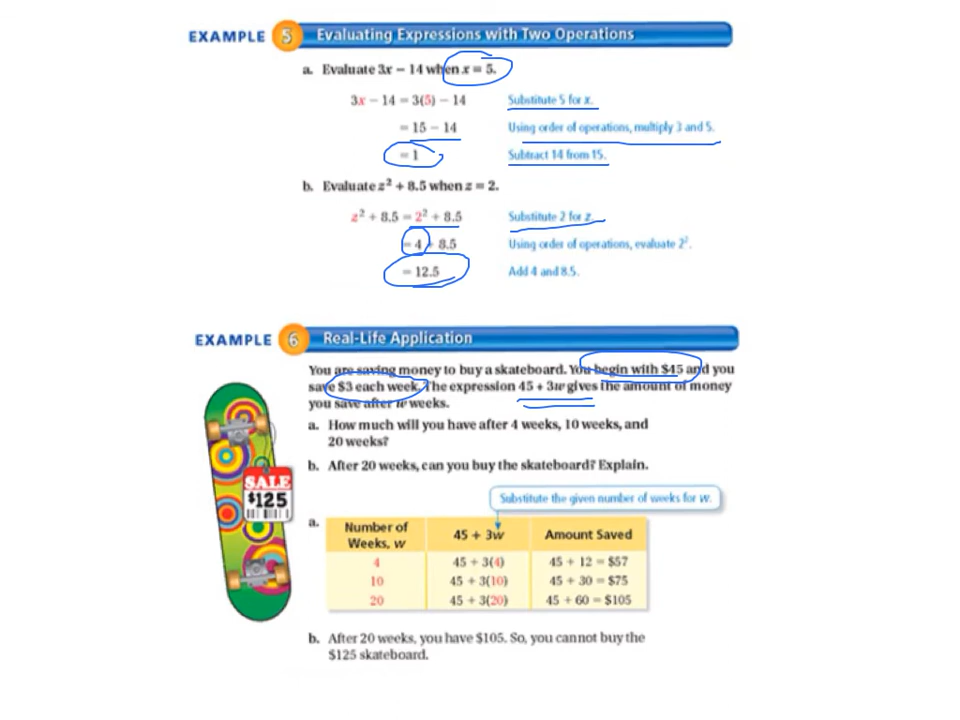 EXAMPLE 5 Evaluating Expressions with Two Operations
a. Evaluate 3x − 14 when x = 5.
3x − 14 = 3(5) − 14 Substitute 5 for x.
= 15 − 14 Using order of operations, multiply 3 and 5.
= 1 Subtract 14 from 15.
b. Evaluate z² + 8.5 when z = 2.
z² + 8.5 = 2² + 8.5 Substitute 2 for z.
= 4 + 8.5 Using order of operations, evaluate 2².
= 12.5 Add 4 and 8.5.
EXAMPLE 6 Real-Life Application
You are saving money to buy a skateboard. You begin with $45 and you
save $3 each week. The expression 45 + 3w gives the amount of money
you save after w weeks.
a. How much will you have after 4 weeks, 10 weeks, and
20 weeks?
b. After 20 weeks, can you buy the skateboard? Explain.
SALE
$125
Substitute the given number of weeks for w.
a.
Number of Weeks, w 45 + 3w Amount Saved
4 45 + 3(4) 45 + 12 = $57
10 45 + 3(10) 45 + 30 = $75
20 45 + 3(20) 45 + 60 = $105
b. After 20 weeks, you have $105. So, you cannot buy the
$125 skateboard.